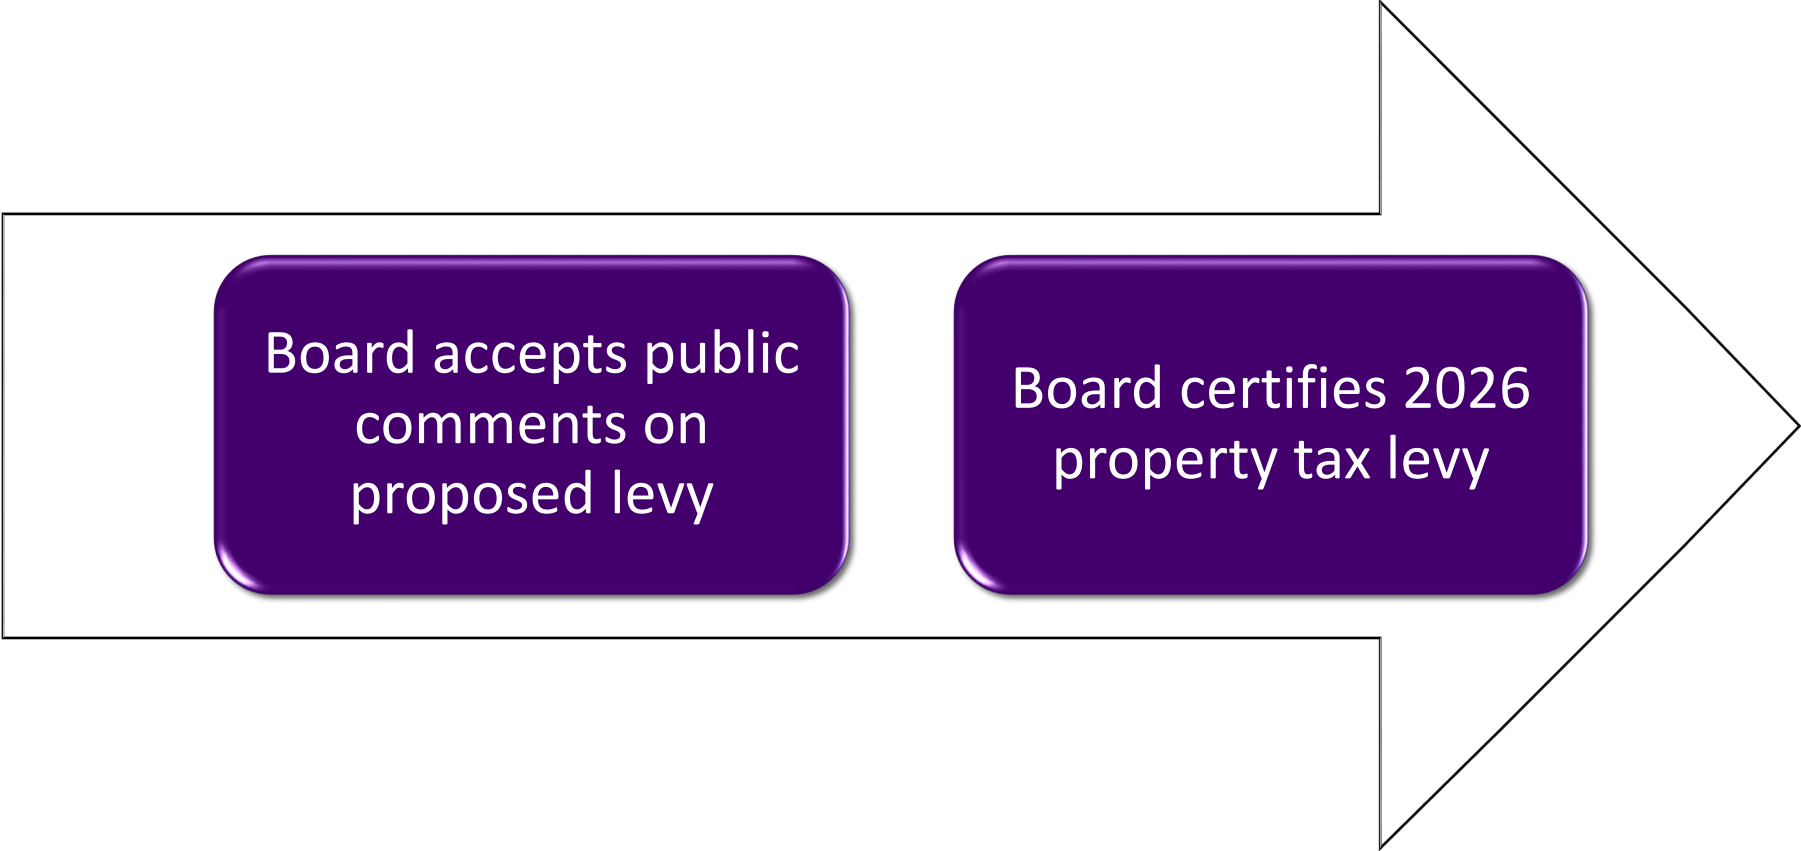 Board accepts public
comments on
proposed levy
Board certifies 2026
property tax levy